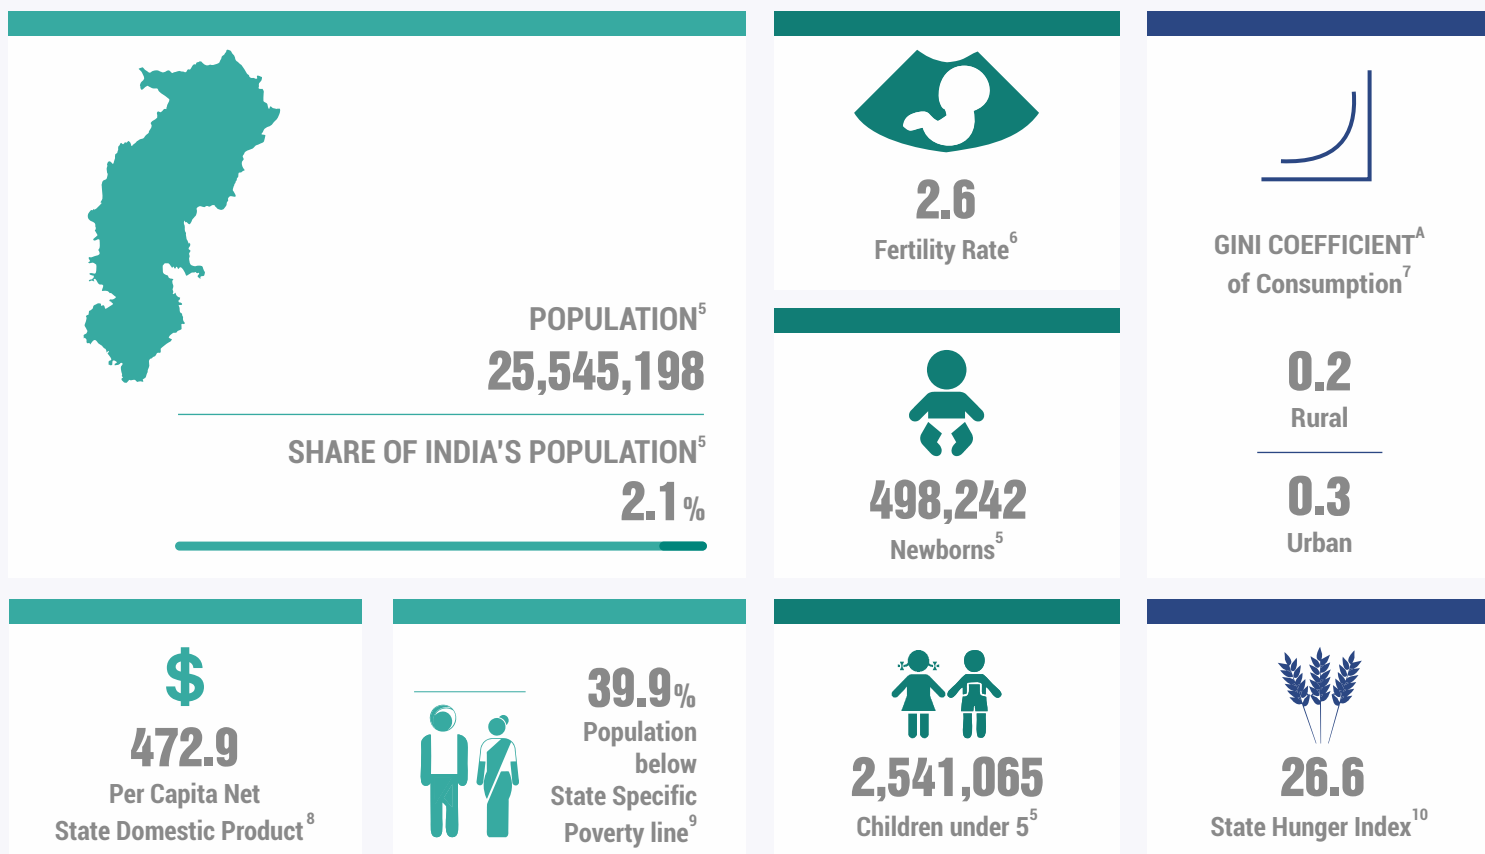 POPULATION5
25,545,198
SHARE OF INDIA'S POPULATION5
2.1%
2.6
Fertility Rate6
498,242
Newborns5
GINI COEFFICIENTA
of Consumption7
0.2
Rural
0.3
Urban
$
472.9
Per Capita Net
State Domestic Product8
39.9%
Population
below
State Specific
Poverty line9
2,541,065
Children under 55
26.6
State Hunger Index10